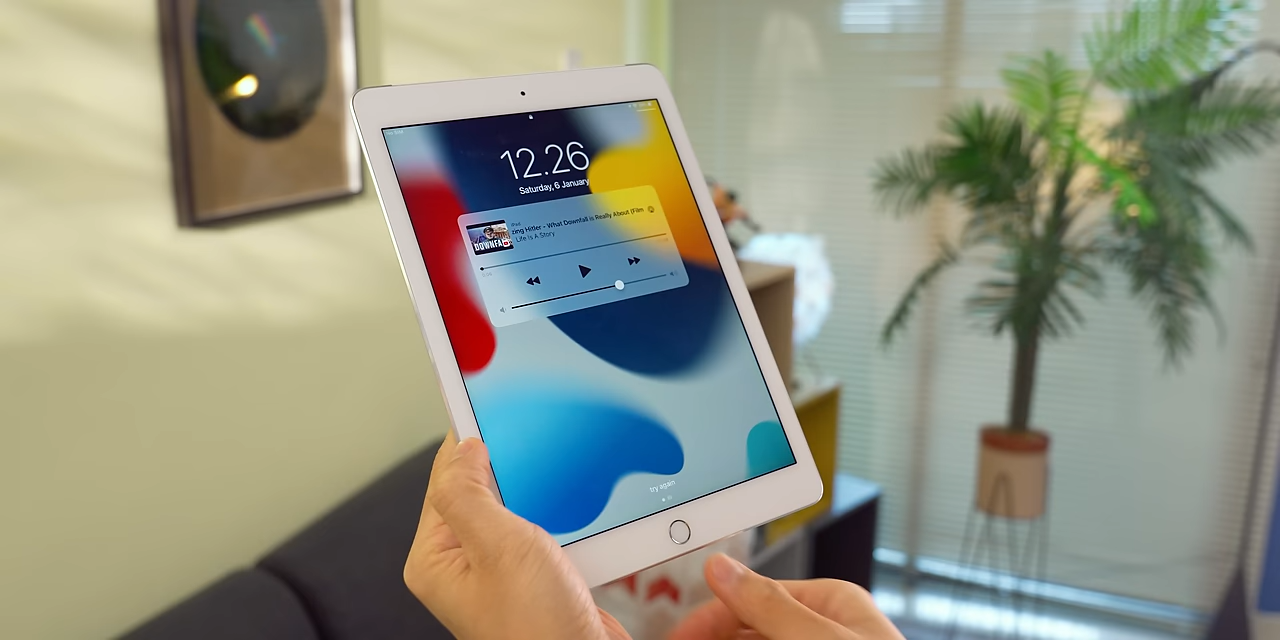 12.26
Saturday, 6 January
iPad
zing Hitler - What Downfall is Really About (Film
Life Is A Story
DOWNFA
try again